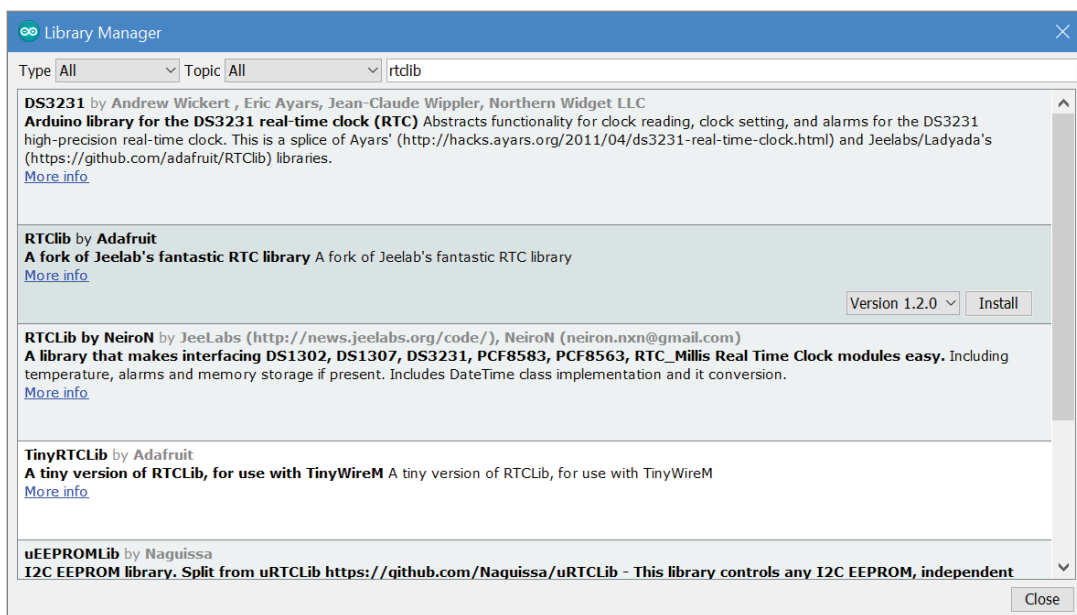 Library Manager
Type All Topic All rtclib
DS3231 by Andrew Wickert , Eric Ayars, Jean-Claude Wippler, Northern Widget LLC
Arduino library for the DS3231 real-time clock (RTC) Abstracts functionality for clock reading, clock setting, and alarms for the DS3231
high-precision real-time clock. This is a splice of Ayars' (http://hacks.ayars.org/2011/04/ds3231-real-time-clock.html) and Jeelabs/Ladyada's
(https://github.com/adafruit/RTClib) libraries.
More info
RTClib by Adafruit
A fork of Jeelab's fantastic RTC library A fork of Jeelab's fantastic RTC library
More info
Version 1.2.0 Install
RTCLib by NeiroN by JeeLabs (http://news.jeelabs.org/code/), NeiroN (neiron.nxn@gmail.com)
A library that makes interfacing DS1302, DS1307, DS3231, PCF8583, PCF8563, RTC_Millis Real Time Clock modules easy. Including
temperature, alarms and memory storage if present. Includes DateTime class implementation and it conversion.
More info
TinyRTCLib by Adafruit
A tiny version of RTCLib, for use with TinyWireM A tiny version of RTCLib, for use with TinyWireM
More info
uEEPROMLib by Naguissa
I2C EEPROM library. Split from uRTCLib https://github.com/Naguissa/uRTCLib - This library controls any I2C EEPROM, independent
Close